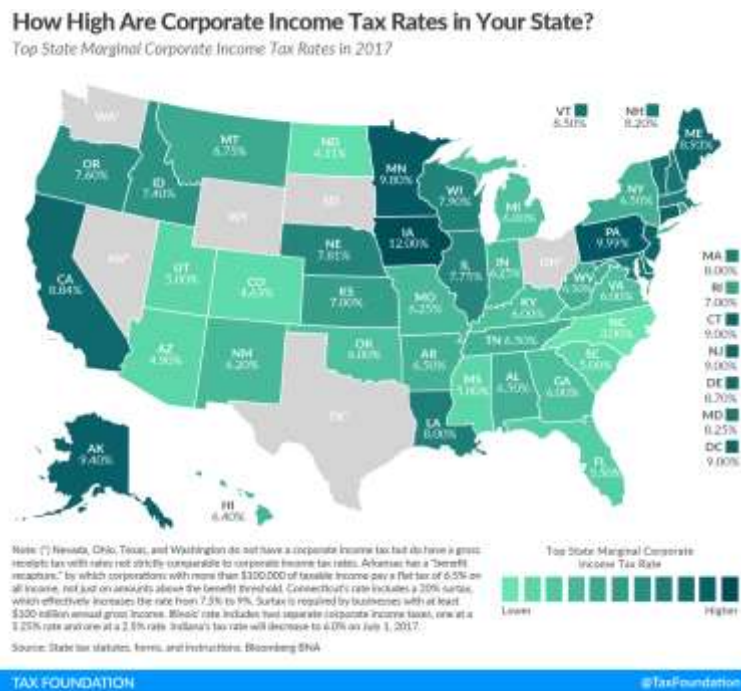 How High Are Corporate Income Tax Rates in Your State?
Top State Marginal Corporate Income Tax Rates in 2017
VT
8.50%
NH
8.20%
ME
8.93%
WA*
MT
6.75%
ND
4.31%
MN
9.80%
OR
7.60%
ID
7.40%
WI
7.90%
NY
6.50%
MI
6.00%
WY
SD
IA
12.00%
PA
9.99%
NE
7.81%
NV*
UT
5.00%
IL
7.75%
IN
6.25%
OH*
MA
8.00%
CA
8.84%
CO
4.63%
KS
7.00%
MO
6.25%
WV
6.50%
VA
6.00%
RI
7.00%
KY
6.00%
CT
9.00%
NC
3.00%
TN 6.50%
AZ
4.90%
NM
6.20%
OK
6.00%
AR
6.50%
SC
5.00%
NJ
9.00%
MS
5.00%
AL
6.50%
GA
6.00%
DE
8.70%
TX*
LA
8.00%
MD
8.25%
AK
9.40%
FL
5.50%
DC
9.00%
HI
6.40%
Note: (*) Nevada, Ohio, Texas, and Washington do not have a corporate income tax but do have a gross
receipts tax with rates not strictly comparable to corporate income tax rates. Arkansas has a "benefit
recapture," by which corporations with more than $100,000 of taxable income pay a flat tax of 6.5% on
all income, not just on amounts above the benefit threshold. Connecticut's rate includes a 20% surtax,
which effectively increases the rate from 7.5% to 9%. Surtax is required by businesses with at least
$100 million annual gross income. Illinois' rate includes two separate corporate income taxes, one at a
5.25% rate and one at a 2.5% rate. Indiana's tax rate will decrease to 6.0% on July 1, 2017.
Source: State tax statutes, forms, and instructions; Bloomberg BNA
Top State Marginal Corporate
Income Tax Rate
Lower
Higher
TAX FOUNDATION
@TaxFoundation